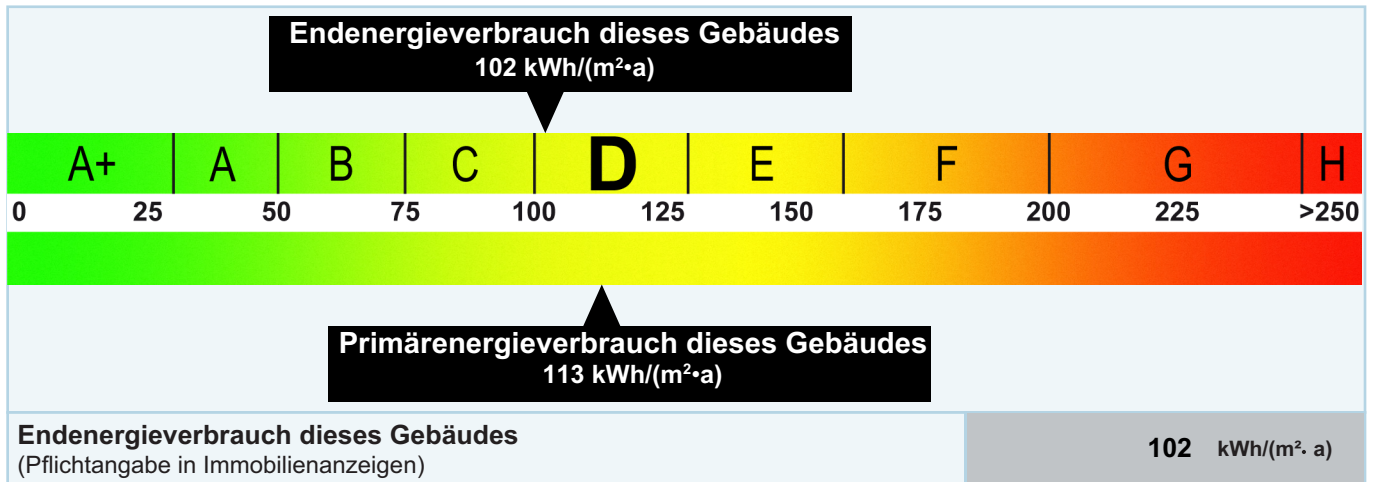 Endenergieverbrauch dieses Gebäudes
102 kWh/(m²•a)
A+ A B C D E F G H
0 25 50 75 100 125 150 175 200 225 >250
Primärenergieverbrauch dieses Gebäudes
113 kWh/(m²•a)
Endenergieverbrauch dieses Gebäudes
(Pflichtangabe in Immobilienanzeigen)
102 kWh/(m²· a)